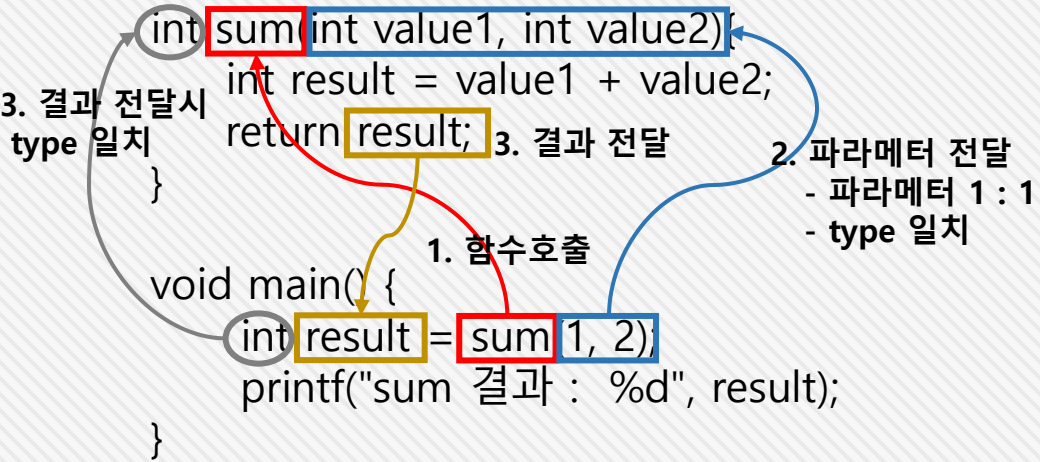 int sum(int value1, int value2){
int result = value1 + value2;
return result;
}
3. 결과 전달시
type 일치
3. 결과 전달
2. 파라메터 전달
- 파라메터 1 : 1
- type 일치
1. 함수호출
void main() {
int result = sum(1, 2);
printf("sum 결과 : %d", result);
}